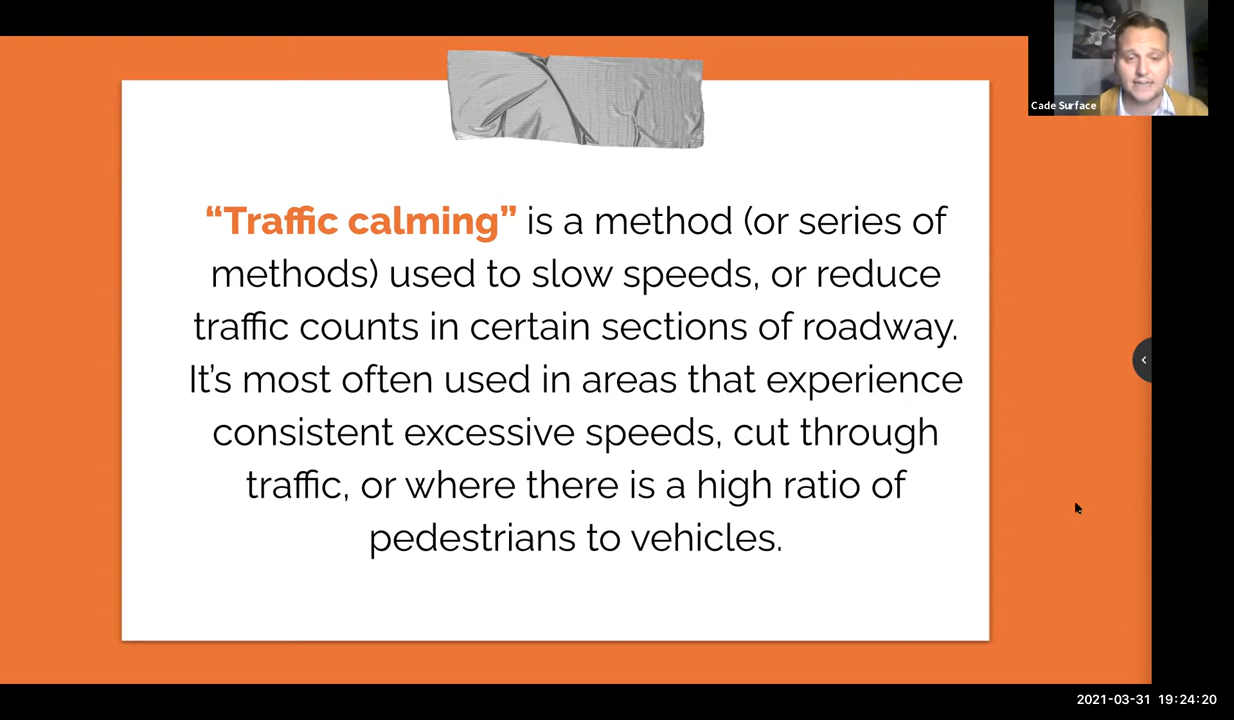 Cade Surface
“Traffic calming” is a method (or series of
methods) used to slow speeds, or reduce
traffic counts in certain sections of roadway.
It’s most often used in areas that experience
consistent excessive speeds, cut through
traffic, or where there is a high ratio of
pedestrians to vehicles.
2021-03-31 19:24:20